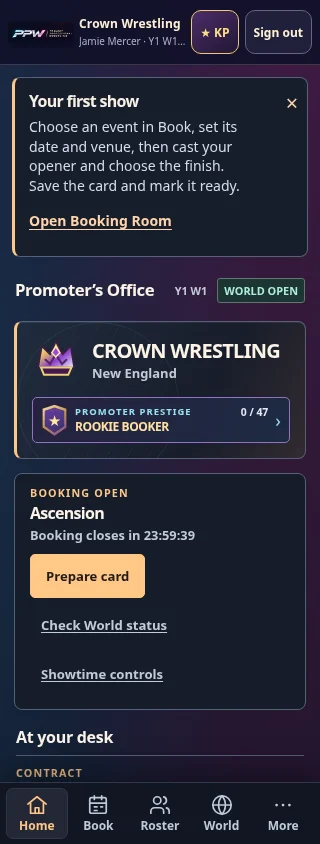 PPW
Crown Wrestling
Jamie Mercer · Y1 W1...
★ KP
Sign out
Your first show
×
Choose an event in Book, set its
date and venue, then cast your
opener and choose the finish.
Save the card and mark it ready.
Open Booking Room
Promoter's Office
Y1 W1
WORLD OPEN
CROWN WRESTLING
New England
PROMOTER PRESTIGE
0 / 47
ROOKIE BOOKER
BOOKING OPEN
Ascension
Booking closes in 23:59:39
Prepare card
Check World status
Showtime controls
At your desk
CONTRACT
Home
Book
Roster
World
More